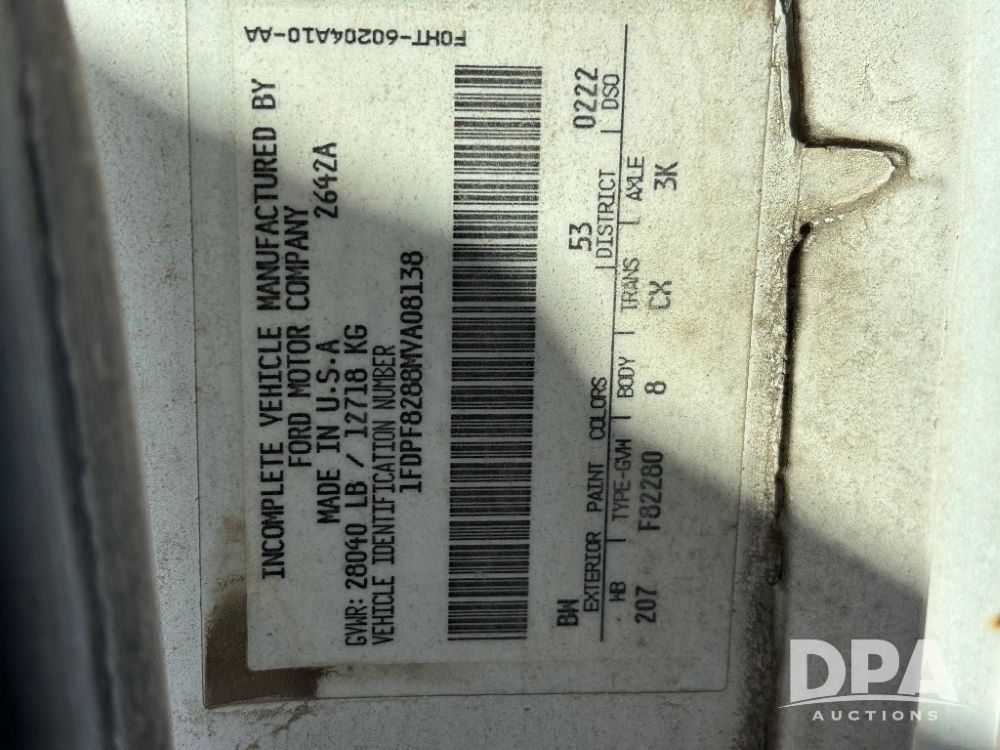 F0HT-60204A10-AA
INCOMPLETE VEHICLE MANUFACTURED BY
FORD MOTOR COMPANY
MADE IN U.S.A 2642A
GVWR: 28040 LB / 12718 KG
VEHICLE IDENTIFICATION NUMBER
1FDPF8288MVA08138
BW 53 0222
EXTERIOR PAINT COLORS DISTRICT DSO
WB TYPE-GVW BODY TRANS AXLE
207 F82280 8 CX 3K
DPA
AUCTIONS